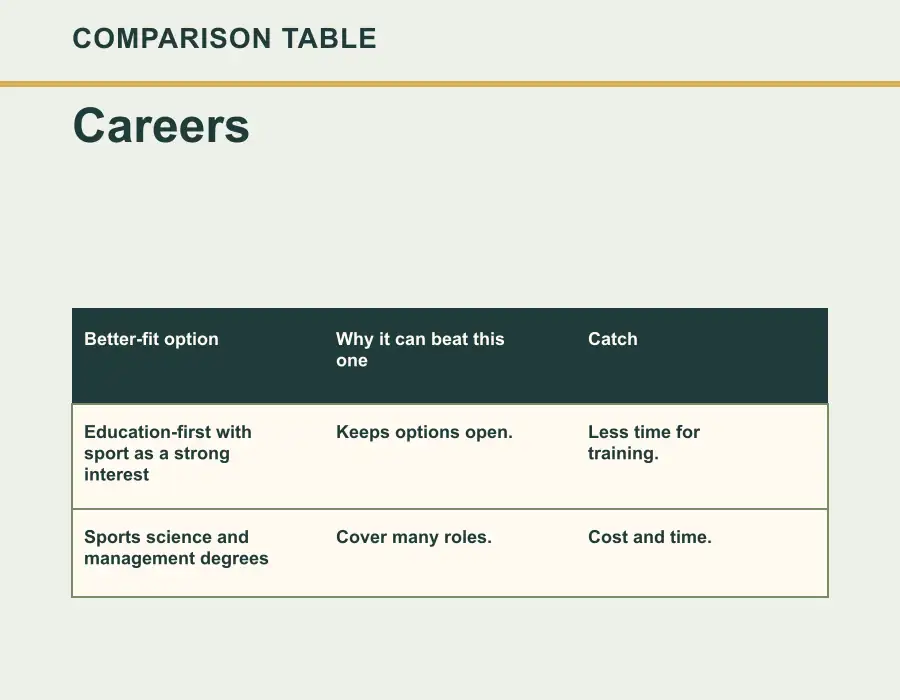 COMPARISON TABLE
Careers
Better-fit option
Why it can beat this
one
Catch
Education-first with
sport as a strong
interest
Keeps options open.
Less time for
training.
Sports science and
management degrees
Cover many roles.
Cost and time.